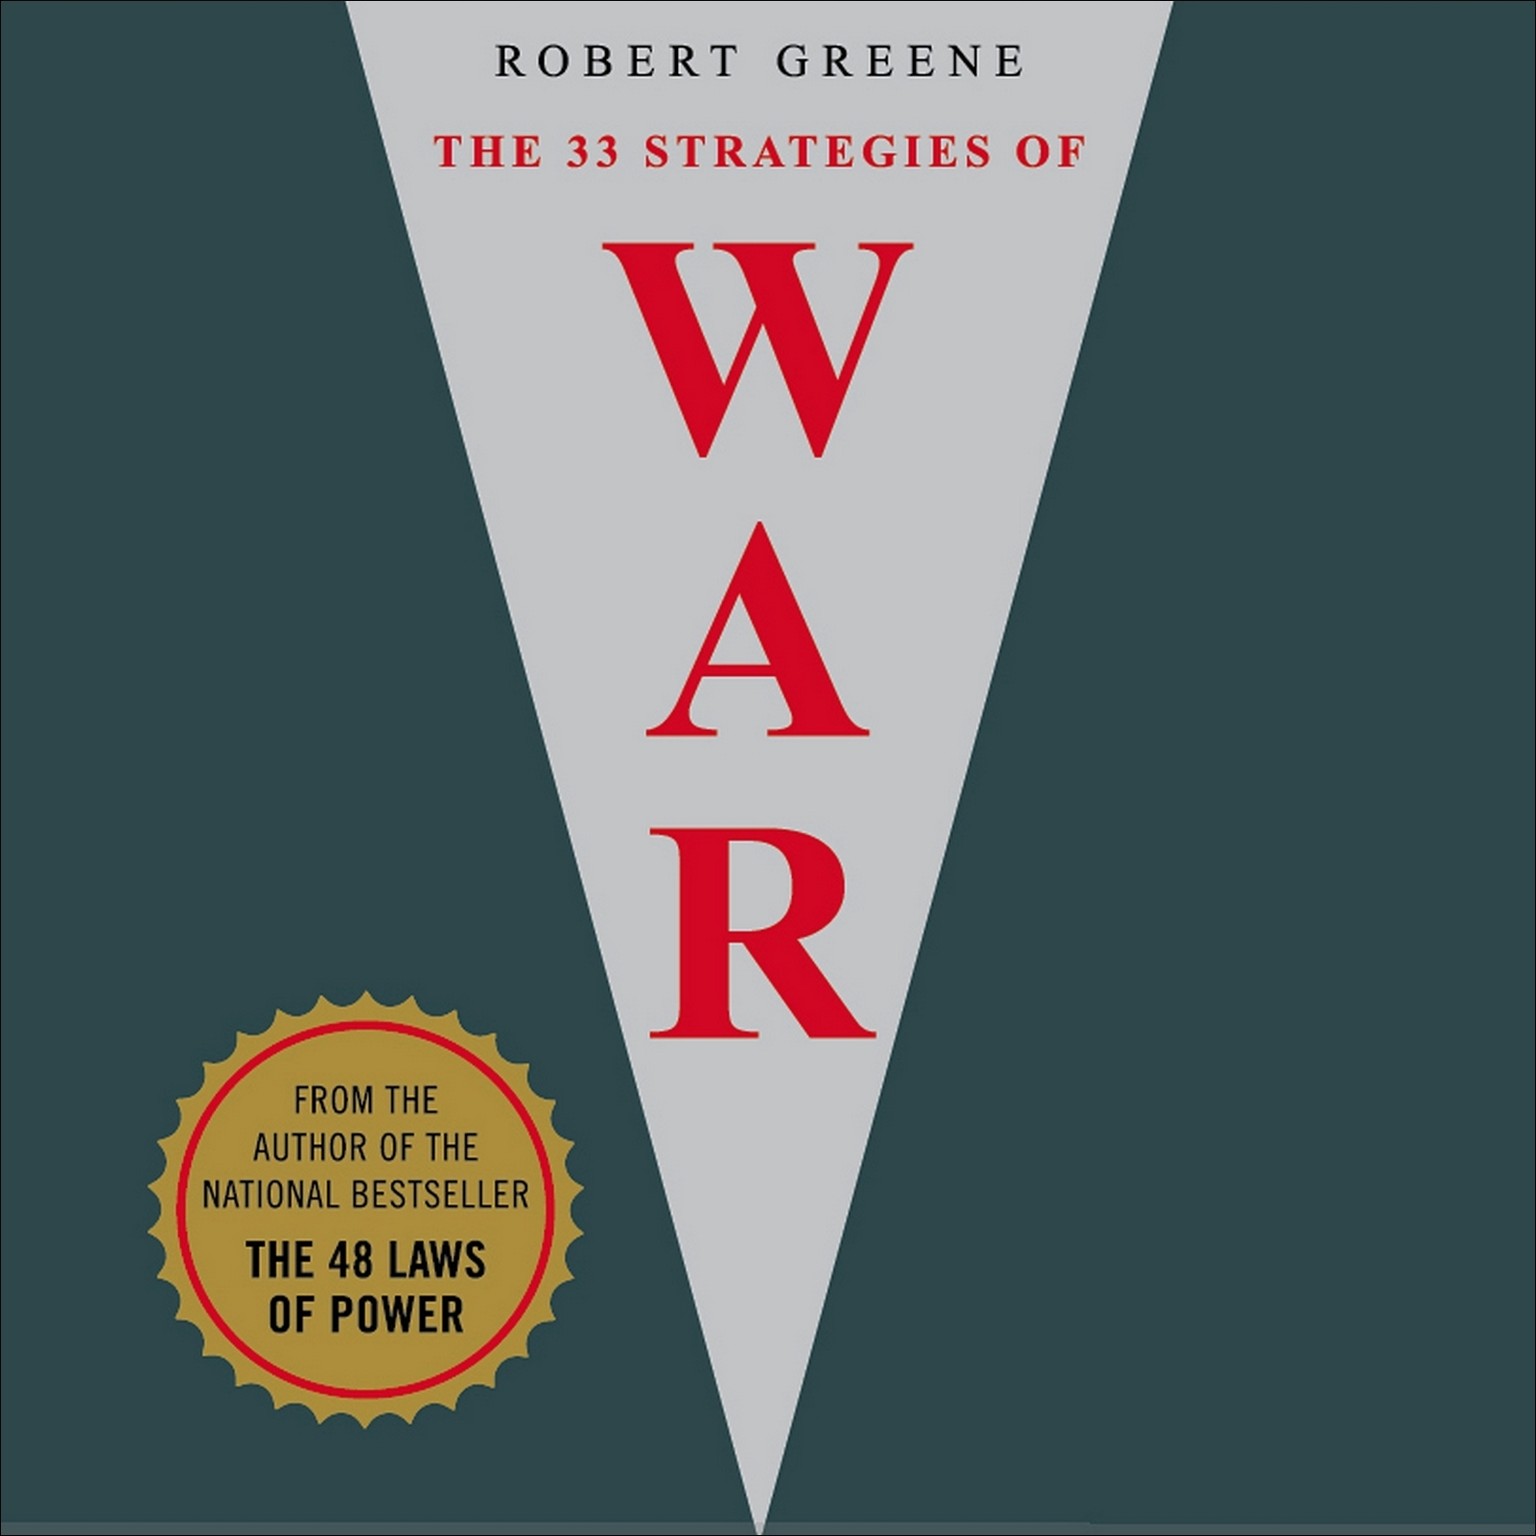 ROBERT GREENE
THE 33 STRATEGIES OF
W
A
R
FROM THE
AUTHOR OF THE
NATIONAL BESTSELLER
THE 48 LAWS
OF POWER